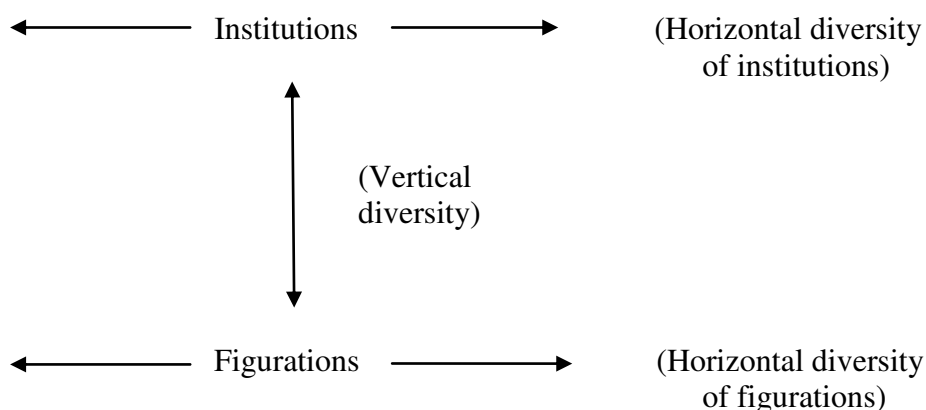 Institutions
(Horizontal diversity
of institutions)
(Vertical
diversity)
Figurations
(Horizontal diversity
of figurations)